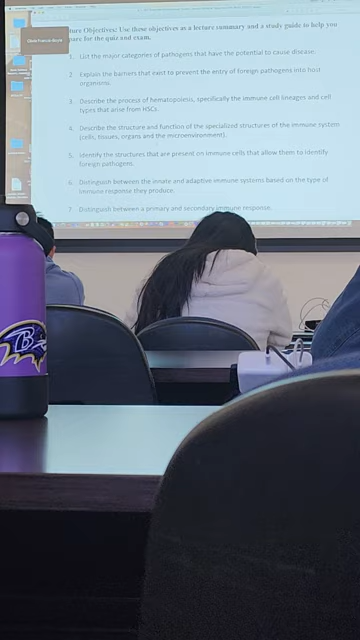 ture Objectives: Use those objectives as a lecture summary and a study guide to help you
pare for the quiz and exam.
1. List the major categories of pathogens that have the potential to cause disease.
2. Explain the barriers that exist to prevent the entry of foreign pathogens into host
organisms.
3. Describe the process of hematopoiesis, specifically the immune cell lineages and cell
types that arise from HSCs.
4. Describe the structure and function of the specialized structures of the immune system
(cells, tissues, organs and the microenvironment).
5. Identify the structures that are present on immune cells that allow them to identify
foreign pathogens.
6. Distinguish between the innate and adaptive immune systems based on the type of
immune response they produce.
7. Distinguish between a primary and secondary immune response.
B